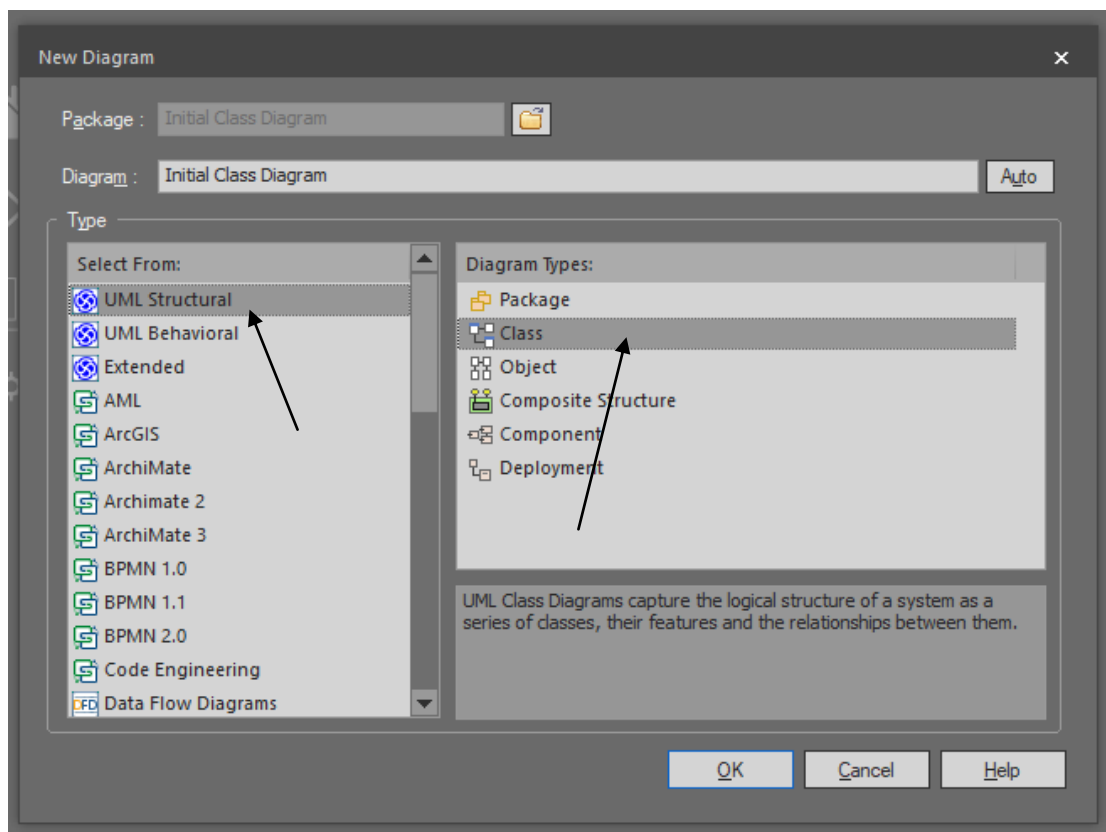 New Diagram
Package : Initial Class Diagram
Diagram : Initial Class Diagram Auto
Type
Select From:
UML Structural
UML Behavioral
Extended
AML
ArcGIS
ArchiMate
Archimate 2
ArchiMate 3
BPMN 1.0
BPMN 1.1
BPMN 2.0
Code Engineering
DFD Data Flow Diagrams
Diagram Types:
Package
Class
Object
Composite Structure
Component
Deployment
UML Class Diagrams capture the logical structure of a system as a
series of classes, their features and the relationships between them.
OK Cancel Help